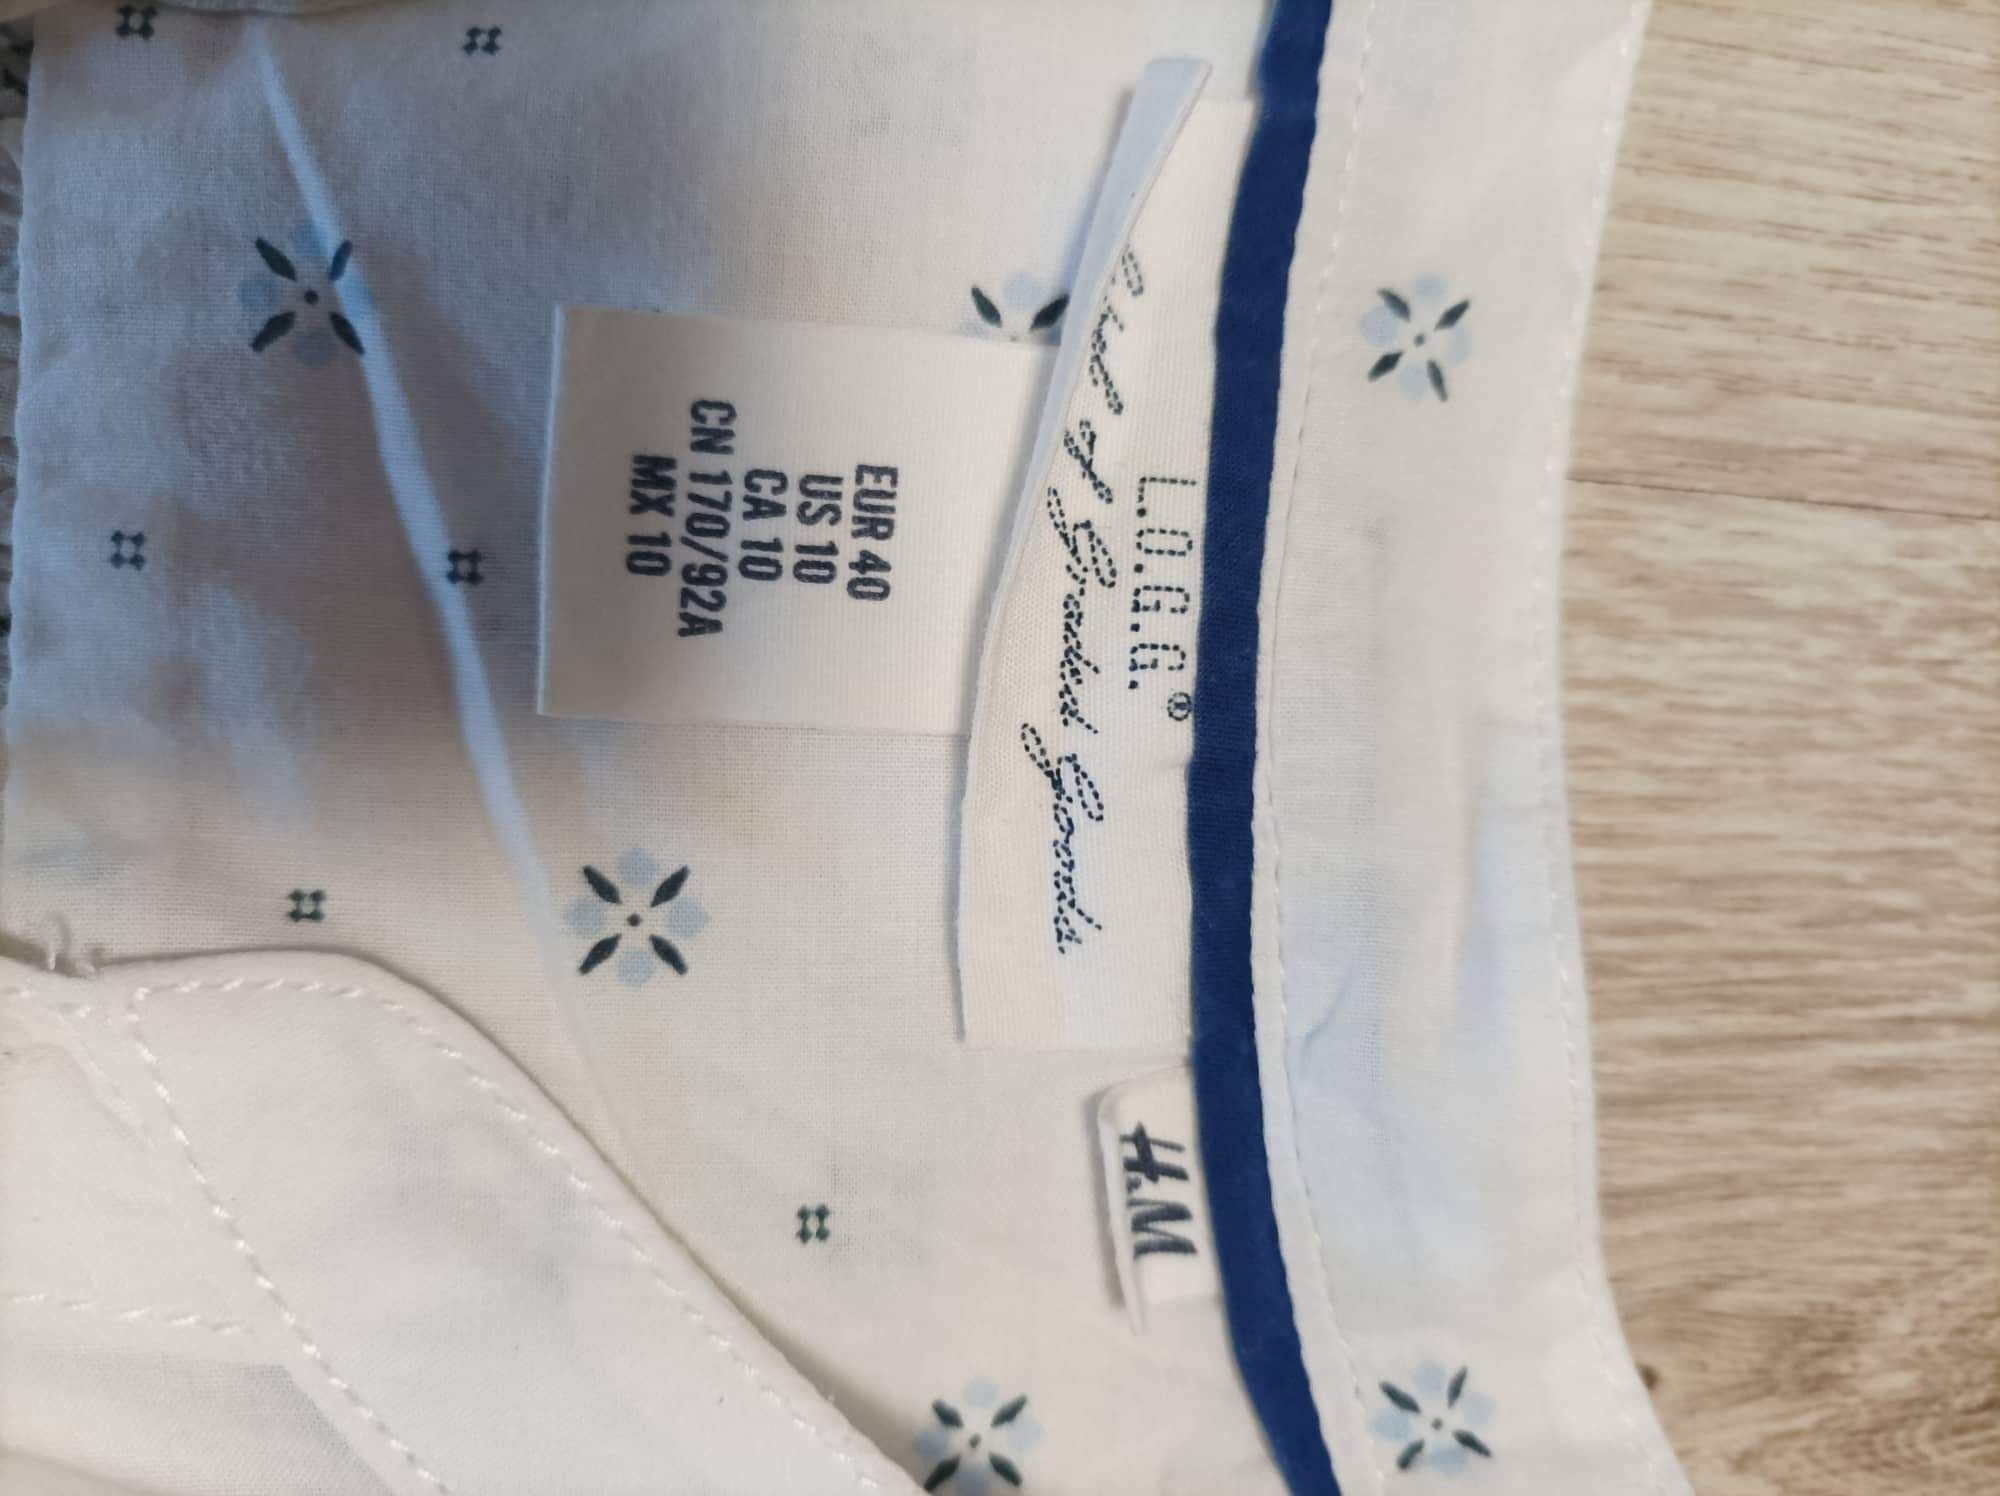 L.O.G.G.®
Label of Graded Goods.
H&M
EUR 40
US 10
CA 10
CN 170/92A
MX 10